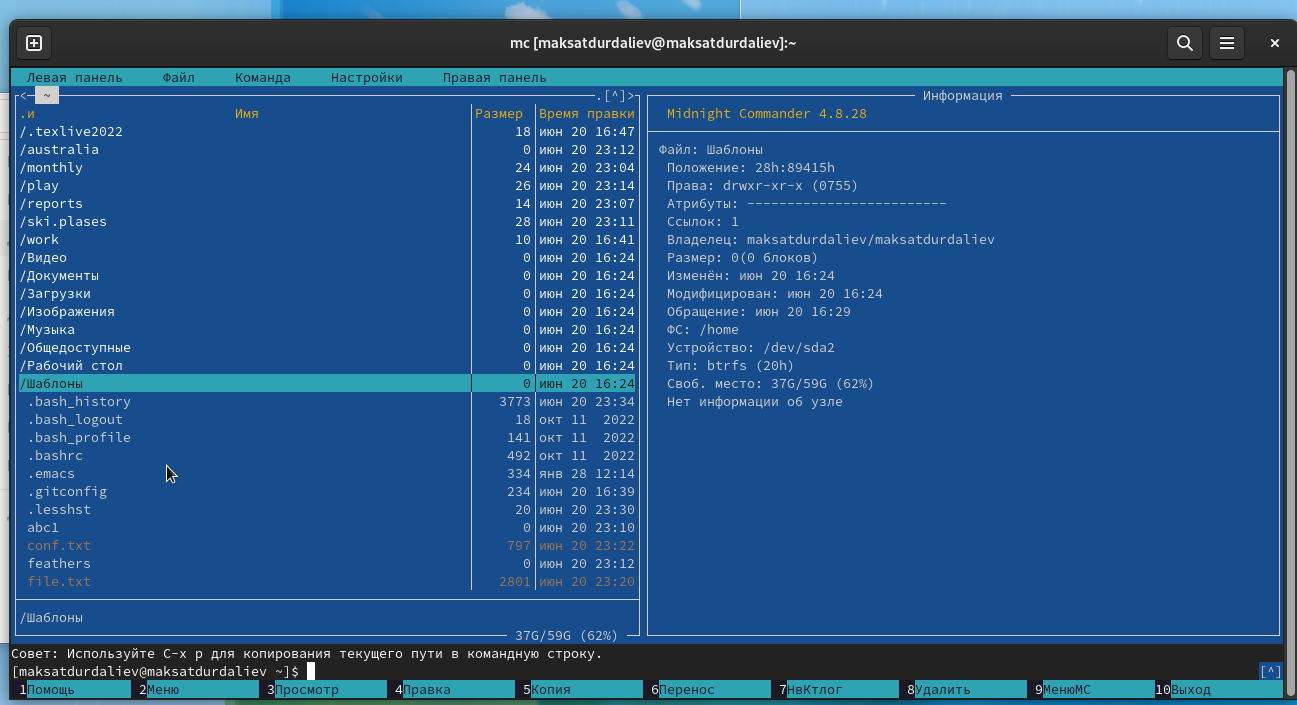 mc [maksatdurdaliev@maksatdurdaliev]:~
Левая панель Файл Команда Настройки Правая панель
<─ ~ .[^]>
.и Имя Размер Время правки
/.texlive2022 18 июн 20 16:47
/australia 0 июн 20 23:12
/monthly 24 июн 20 23:04
/play 26 июн 20 23:14
/reports 14 июн 20 23:07
/ski.plases 28 июн 20 23:11
/work 10 июн 20 16:41
/Видео 0 июн 20 16:24
/Документы 0 июн 20 16:24
/Загрузки 0 июн 20 16:24
/Изображения 0 июн 20 16:24
/Музыка 0 июн 20 16:24
/Общедоступные 0 июн 20 16:24
/Рабочий стол 0 июн 20 16:24
/Шаблоны 0 июн 20 16:24
.bash_history 3773 июн 20 23:34
.bash_logout 18 окт 11 2022
.bash_profile 141 окт 11 2022
.bashrc 492 окт 11 2022
.emacs 334 янв 28 12:14
.gitconfig 234 июн 20 16:39
.lesshst 20 июн 20 23:30
abc1 0 июн 20 23:10
conf.txt 797 июн 20 23:22
feathers 0 июн 20 23:12
file.txt 2801 июн 20 23:20
/Шаблоны
37G/59G (62%)
Информация
Midnight Commander 4.8.28
Файл: Шаблоны
Положение: 28h:89415h
Права: drwxr-xr-x (0755)
Атрибуты: -------------------------
Ссылок: 1
Владелец: maksatdurdaliev/maksatdurdaliev
Размер: 0(0 блоков)
Изменён: июн 20 16:24
Модифицирован: июн 20 16:24
Обращение: июн 20 16:29
ФС: /home
Устройство: /dev/sda2
Тип: btrfs (20h)
Своб. место: 37G/59G (62%)
Нет информации об узле
Совет: Используйте C-x p для копирования текущего пути в командную строку.
[maksatdurdaliev@maksatdurdaliev ~]$ [^]
1Помощь 2Меню 3Просмотр 4Правка 5Копия 6Перенос 7НвКтлог 8Удалить 9МенюMC 10Выход